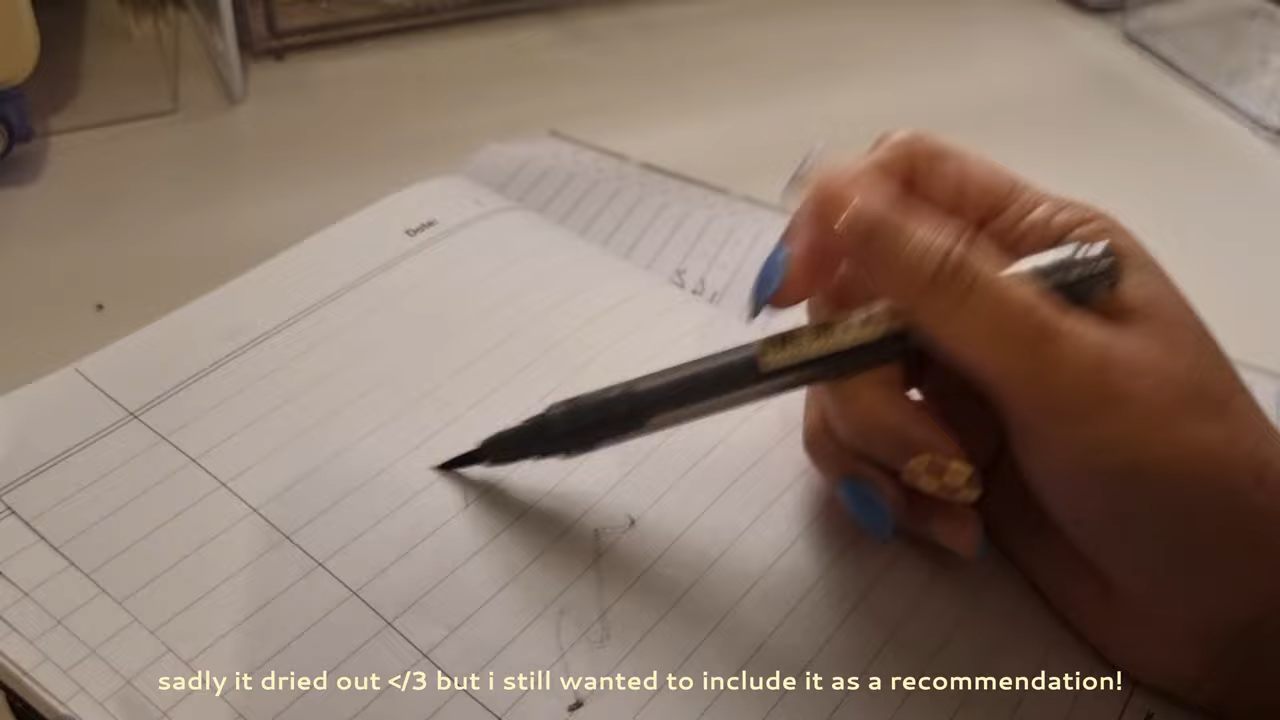 Date:
sadly it dried out </3 but i still wanted to include it as a recommendation!